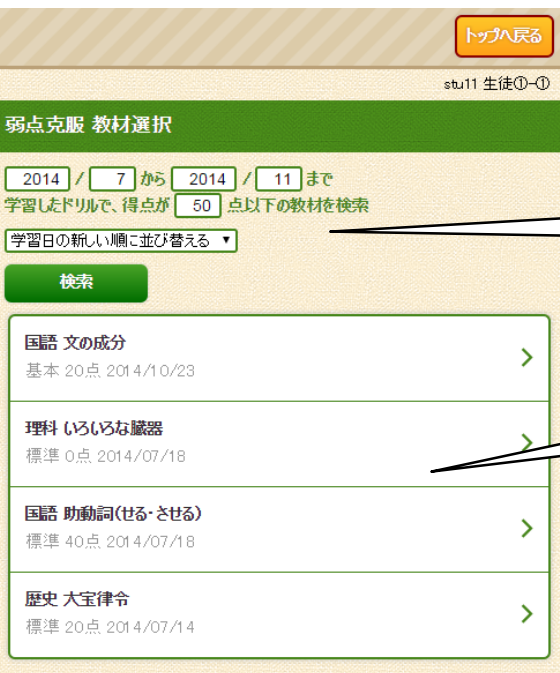 トップへ戻る
stu11 生徒①-①
弱点克服 教材選択
2014 / 7 から 2014 / 11 まで
学習したドリルで、得点が 50 点以下の教材を検索
学習日の新しい順に並び替える ▼
検索
国語 文の成分
基本 20点 2014/10/23
理科 いろいろな臓器
標準 0点 2014/07/18
国語 助動詞(せる・させる)
標準 40点 2014/07/18
歴史 大宝律令
標準 20点 2014/07/14